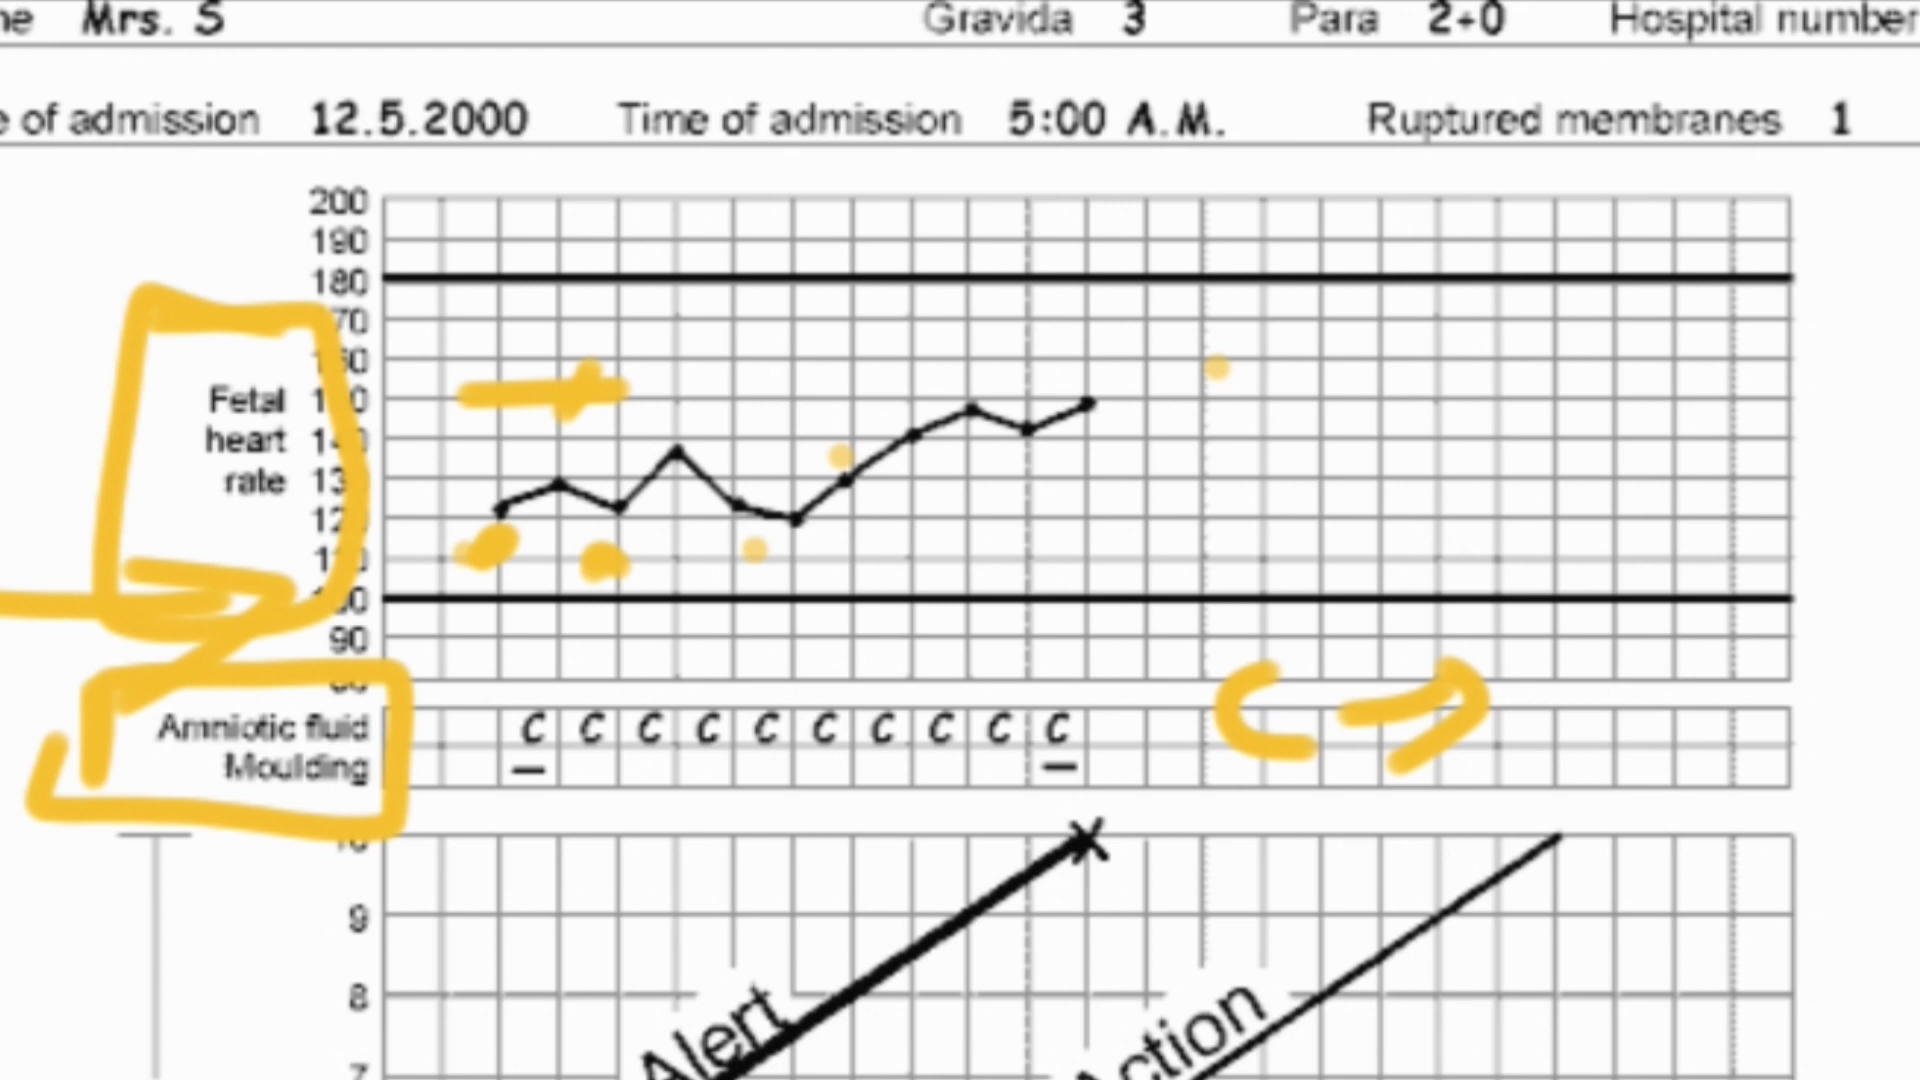 Mrs. S Gravida 3 Para 2+0 Hospital number
of admission 12.5.2000 Time of admission 5:00 A.M. Ruptured membranes 1
200
190
180
Fetal
heart
rate
90
Amniotic fluid C C C C C C C C C C
Moulding – –
9
8
7
Alert
Action